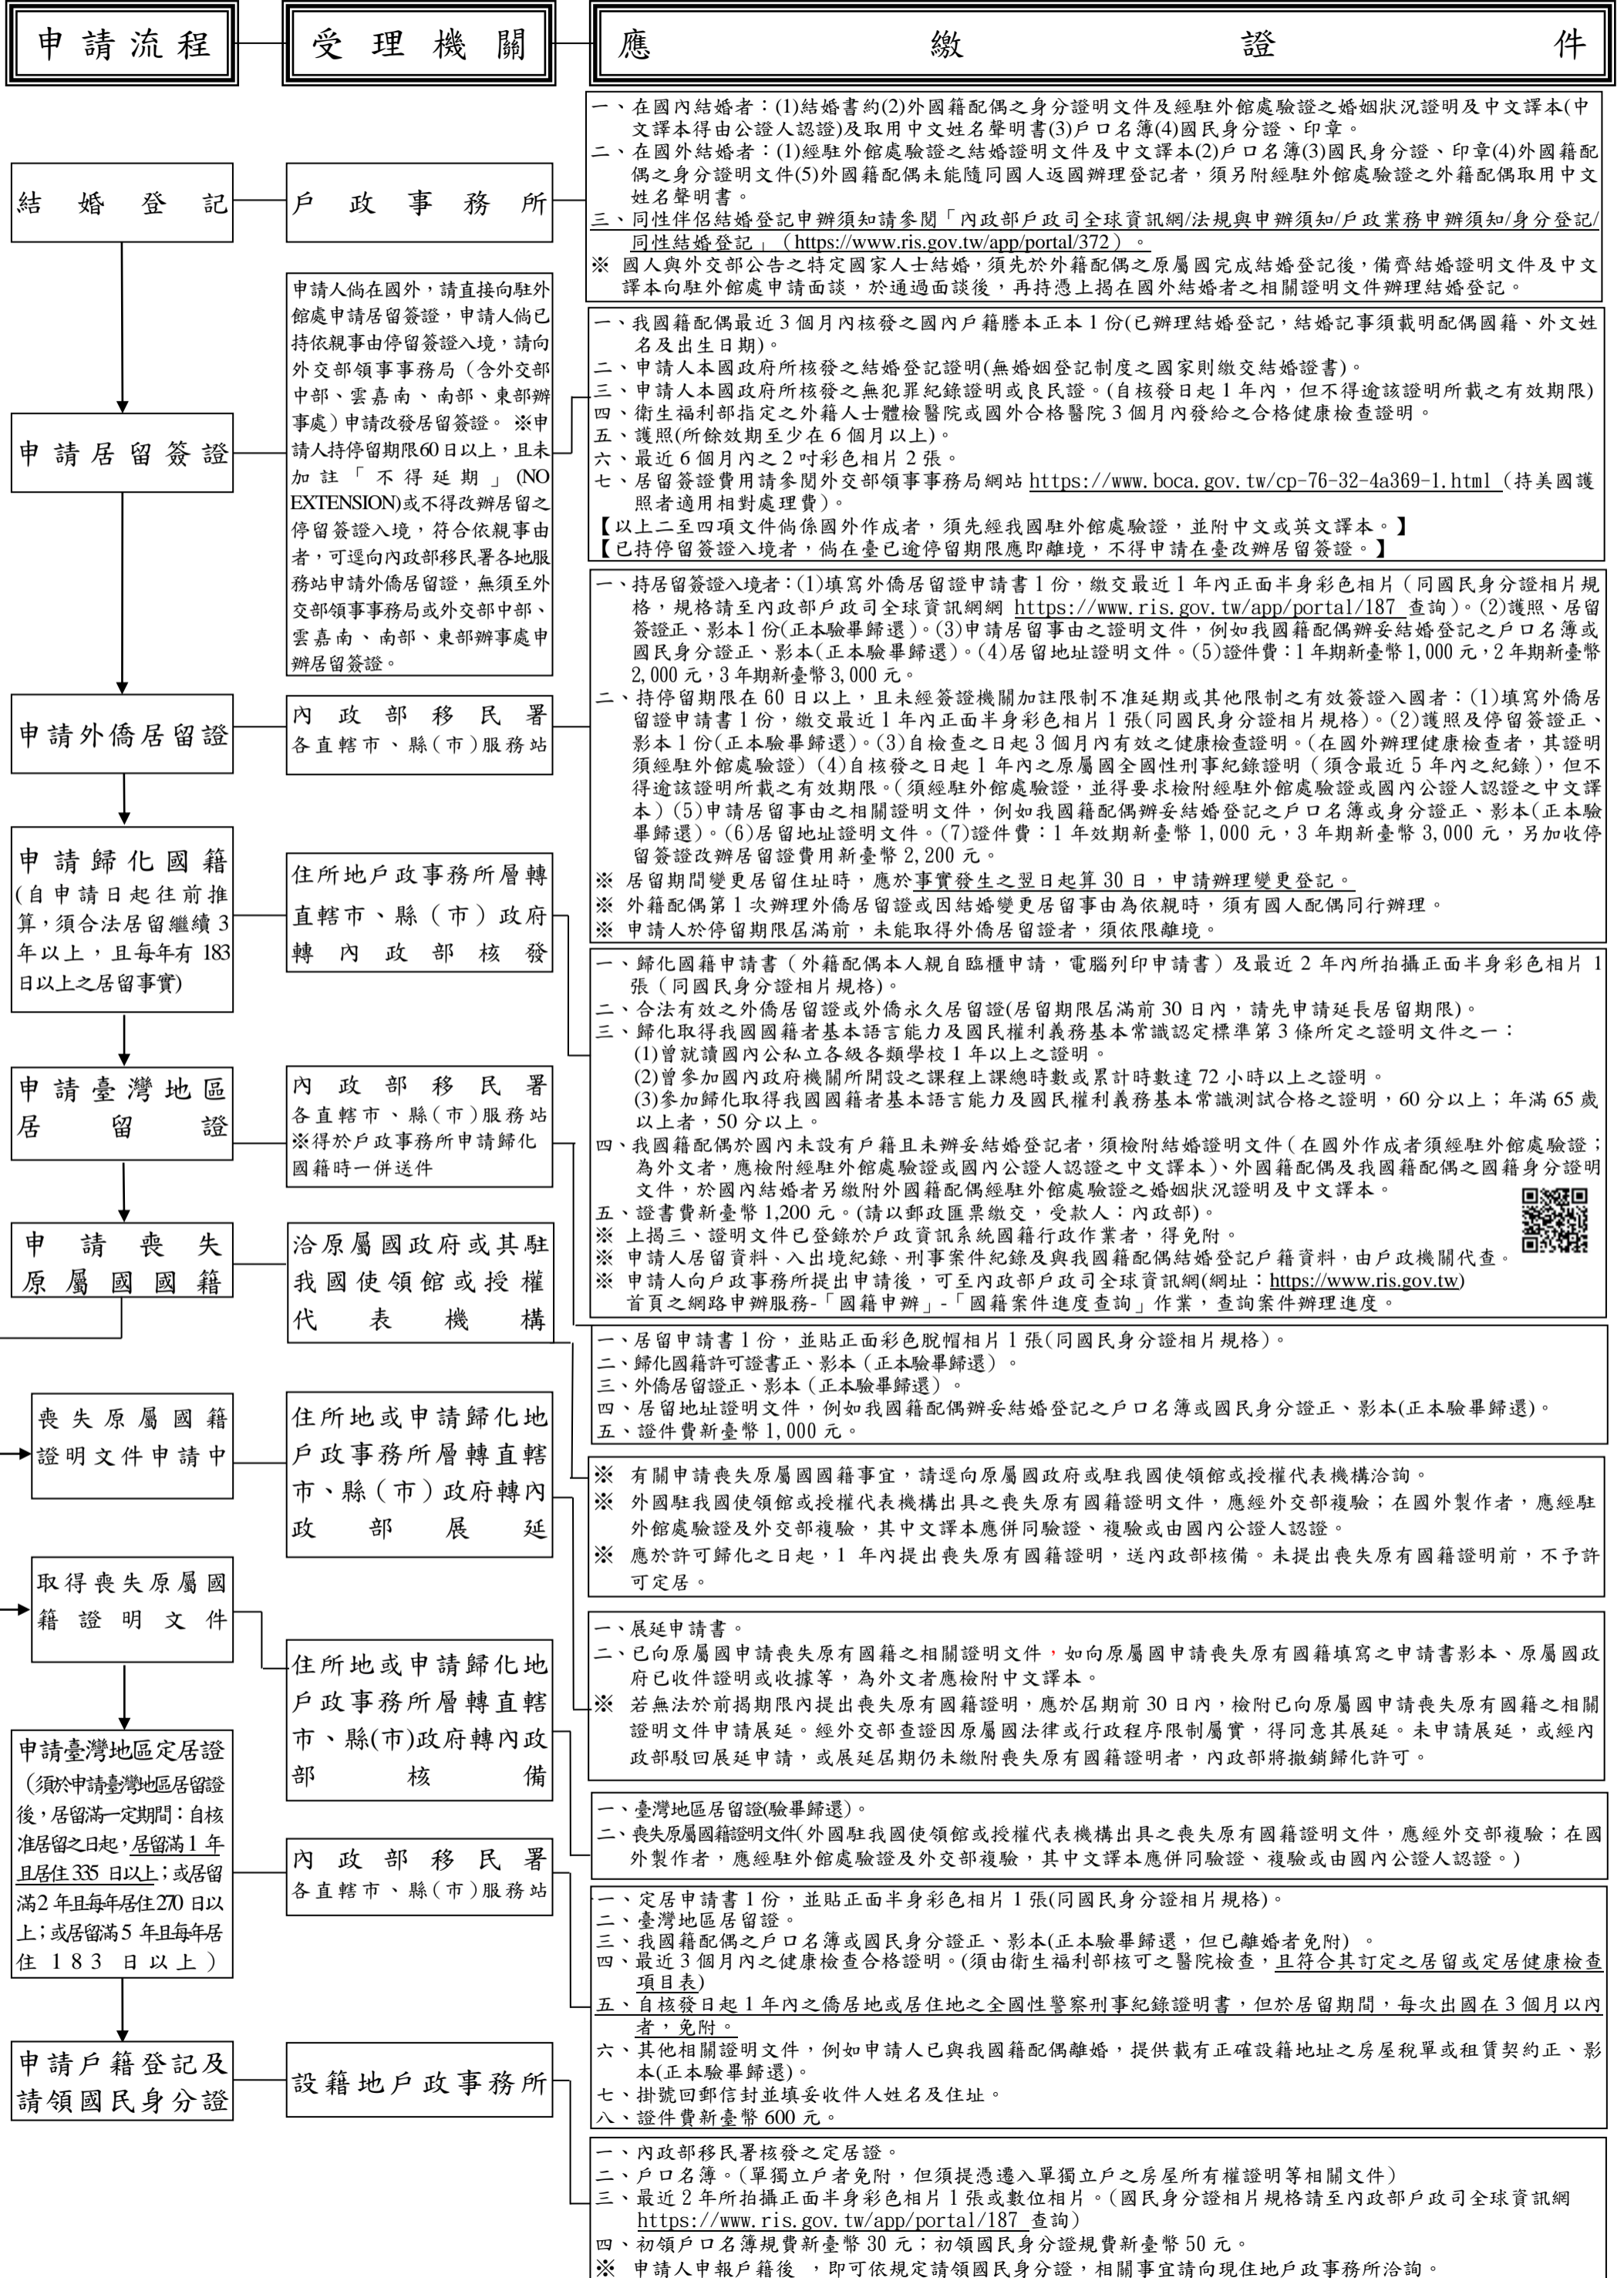 申請流程
受理機關
應繳證件
結婚登記
戶政事務所
一、在國內結婚者：(1)結婚書約(2)外國籍配偶之身分證明文件及經駐外館處驗證之婚姻狀況證明及中文譯本(中
文譯本得由公證人認證)及取用中文姓名聲明書(3)戶口名簿(4)國民身分證、印章。
二、在國外結婚者：(1)經駐外館處驗證之結婚證明文件及中文譯本(2)戶口名簿(3)國民身分證、印章(4)外國籍配
偶之身分證明文件(5)外國籍配偶未能隨同國人返國辦理登記者，須另附經駐外館處驗證之外籍配偶取用中文
姓名聲明書。
三、同性伴侶結婚登記申辦須知請參閱「內政部戶政司全球資訊網/法規與申辦須知/戶政業務申辦須知/身分登記/
同性結婚登記」（https://www.ris.gov.tw/app/portal/372）。
※ 國人與外交部公告之特定國家人士結婚，須先於外籍配偶之原屬國完成結婚登記後，備齊結婚證明文件及中文
譯本向駐外館處申請面談，於通過面談後，再持憑上揭在國外結婚者之相關證明文件辦理結婚登記。
申請居留簽證
申請人倘在國外，請直接向駐外
館處申請居留簽證，申請人倘已
持依親事由停留簽證入境，請向
外交部領事事務局（含外交部
中部、雲嘉南、南部、東部辦
事處）申請改發居留簽證。 ※申
請人持停留期限60日以上，且未
加註「不得延期」(NO
EXTENSION)或不得改辦居留之
停留簽證入境，符合依親事由
者，可逕向內政部移民署各地服
務站申請外僑居留證，無須至外
交部領事事務局或外交部中部、
雲嘉南、南部、東部辦事處申
辦居留簽證。
一、我國籍配偶最近 3 個月內核發之國內戶籍謄本正本 1 份(已辦理結婚登記，結婚記事須載明配偶國籍、外文姓
名及出生日期)。
二、申請人本國政府所核發之結婚登記證明(無婚姻登記制度之國家則繳交結婚證書)。
三、申請人本國政府所核發之無犯罪紀錄證明或良民證。(自核發日起 1 年內，但不得逾該證明所載之有效期限)
四、衛生福利部指定之外籍人士體檢醫院或國外合格醫院 3 個月內發給之合格健康檢查證明。
五、護照(所餘效期至少在 6 個月以上)。
六、最近 6 個月內之 2 吋彩色相片 2 張。
七、居留簽證費用請參閱外交部領事事務局網站 https://www.boca.gov.tw/cp-76-32-4a369-1.html (持美國護
照者適用相對處理費)。
【以上二至四項文件倘係國外作成者，須先經我國駐外館處驗證，並附中文或英文譯本。】
【已持停留簽證入境者，倘在臺已逾停留期限應即離境，不得申請在臺改辦居留簽證。】
申請外僑居留證
內政部移民署
各直轄市、縣(市)服務站
一、持居留簽證入境者：(1)填寫外僑居留證申請書 1 份，繳交最近 1 年內正面半身彩色相片（同國民身分證相片規
格，規格請至內政部戶政司全球資訊網網 https://www.ris.gov.tw/app/portal/187 查詢）。(2)護照、居留
簽證正、影本 1 份(正本驗畢歸還)。(3)申請居留事由之證明文件，例如我國籍配偶辦妥結婚登記之戶口名簿或
國民身分證正、影本(正本驗畢歸還)。(4)居留地址證明文件。(5)證件費：1 年期新臺幣 1,000 元，2 年期新臺幣
2,000 元，3 年期新臺幣 3,000 元。
二、持停留期限在 60 日以上，且未經簽證機關加註限制不准延期或其他限制之有效簽證入國者：(1)填寫外僑居
留證申請書 1 份，繳交最近 1 年內正面半身彩色相片 1 張(同國民身分證相片規格)。(2)護照及停留簽證正、
影本 1 份(正本驗畢歸還)。(3)自檢查之日起 3 個月內有效之健康檢查證明。(在國外辦理健康檢查者，其證明
須經駐外館處驗證) (4)自核發之日起 1 年內之原屬國全國性刑事紀錄證明（須含最近 5 年內之紀錄），但不
得逾該證明所載之有效期限。(須經駐外館處驗證，並得要求檢附經駐外館處驗證或國內公證人認證之中文譯
本) (5)申請居留事由之相關證明文件，例如我國籍配偶辦妥結婚登記之戶口名簿或身分證正、影本(正本驗
畢歸還)。(6)居留地址證明文件。(7)證件費：1 年效期新臺幣 1,000 元，3 年期新臺幣 3,000 元，另加收停
留簽證改辦居留證費用新臺幣 2,200 元。
※ 居留期間變更居留住址時，應於事實發生之翌日起算 30 日，申請辦理變更登記。
※ 外籍配偶第 1 次辦理外僑居留證或因結婚變更居留事由為依親時，須有國人配偶同行辦理。
※ 申請人於停留期限屆滿前，未能取得外僑居留證者，須依限離境。
申請歸化國籍
(自申請日起往前推
算，須合法居留繼續 3
年以上，且每年有 183
日以上之居留事實)
住所地戶政事務所層轉
直轄市、縣（市）政府
轉內政部核發
一、歸化國籍申請書（外籍配偶本人親自臨櫃申請，電腦列印申請書）及最近 2 年內所拍攝正面半身彩色相片 1
張（同國民身分證相片規格)。
二、合法有效之外僑居留證或外僑永久居留證(居留期限屆滿前 30 日內，請先申請延長居留期限)。
三、歸化取得我國國籍者基本語言能力及國民權利義務基本常識認定標準第 3 條所定之證明文件之一：
(1)曾就讀國內公私立各級各類學校 1 年以上之證明。
(2)曾參加國內政府機關所開設之課程上課總時數或累計時數達 72 小時以上之證明。
(3)參加歸化取得我國國籍者基本語言能力及國民權利義務基本常識測試合格之證明，60 分以上；年滿 65 歲
以上者，50 分以上。
四、我國籍配偶於國內未設有戶籍且未辦妥結婚登記者，須檢附結婚證明文件（在國外作成者須經駐外館處驗證；
為外文者，應檢附經駐外館處驗證或國內公證人認證之中文譯本）、外國籍配偶及我國籍配偶之國籍身分證明
文件，於國內結婚者另繳附外國籍配偶經駐外館處驗證之婚姻狀況證明及中文譯本。
五、證書費新臺幣 1,200 元。(請以郵政匯票繳交，受款人：內政部)。
※ 上揭三、證明文件已登錄於戶政資訊系統國籍行政作業者，得免附。
※ 申請人居留資料、入出境紀錄、刑事案件紀錄及與我國籍配偶結婚登記戶籍資料，由戶政機關代查。
※ 申請人向戶政事務所提出申請後，可至內政部戶政司全球資訊網(網址：https://www.ris.gov.tw)
首頁之網路申辦服務-「國籍申辦」-「國籍案件進度查詢」作業，查詢案件辦理進度。
申請臺灣地區
居留證
內政部移民署
各直轄市、縣(市)服務站
※得於戶政事務所申請歸化
國籍時一併送件
一、居留申請書 1 份，並貼正面彩色脫帽相片 1 張(同國民身分證相片規格)。
二、歸化國籍許可證書正、影本（正本驗畢歸還）。
三、外僑居留證正、影本（正本驗畢歸還）。
四、居留地址證明文件，例如我國籍配偶辦妥結婚登記之戶口名簿或國民身分證正、影本(正本驗畢歸還)。
五、證件費新臺幣 1,000 元。
申請喪失
原屬國國籍
洽原屬國政府或其駐
我國使領館或授權
代表機構
※ 有關申請喪失原屬國國籍事宜，請逕向原屬國政府或駐我國使領館或授權代表機構洽詢。
※ 外國駐我國使領館或授權代表機構出具之喪失原有國籍證明文件，應經外交部複驗；在國外製作者，應經駐
外館處驗證及外交部複驗，其中文譯本應併同驗證、複驗或由國內公證人認證。
※ 應於許可歸化之日起，1 年內提出喪失原有國籍證明，送內政部核備。未提出喪失原有國籍證明前，不予許
可定居。
喪失原屬國籍
證明文件申請中
住所地或申請歸化地
戶政事務所層轉直轄
市、縣（市）政府轉內
政部展延
一、展延申請書。
二、已向原屬國申請喪失原有國籍之相關證明文件，如向原屬國申請喪失原有國籍填寫之申請書影本、原屬國政
府已收件證明或收據等，為外文者應檢附中文譯本。
※ 若無法於前揭期限內提出喪失原有國籍證明，應於屆期前 30 日內，檢附已向原屬國申請喪失原有國籍之相關
證明文件申請展延。經外交部查證因原屬國法律或行政程序限制屬實，得同意其展延。未申請展延，或經內
政部駁回展延申請，或展延屆期仍未繳附喪失原有國籍證明者，內政部將撤銷歸化許可。
取得喪失原屬國
籍證明文件
住所地或申請歸化地
戶政事務所層轉直轄
市、縣(市)政府轉內政
部核備
一、臺灣地區居留證(驗畢歸還)。
二、喪失原屬國籍證明文件(外國駐我國使領館或授權代表機構出具之喪失原有國籍證明文件，應經外交部複驗；在國
外製作者，應經駐外館處驗證及外交部複驗，其中文譯本應併同驗證、複驗或由國內公證人認證。)
申請臺灣地區定居證
（須於申請臺灣地區居留證
後，居留滿一定期間：自核
准居留之日起，居留滿 1 年
且居住 335 日以上；或居留
滿 2 年且每年居住 270 日以
上；或居留滿 5 年且每年居
住 183 日以上）
內政部移民署
各直轄市、縣(市)服務站
一、定居申請書 1 份，並貼正面半身彩色相片 1 張(同國民身分證相片規格)。
二、臺灣地區居留證。
三、我國籍配偶之戶口名簿或國民身分證正、影本(正本驗畢歸還，但已離婚者免附) 。
四、最近 3 個月內之健康檢查合格證明。(須由衛生福利部核可之醫院檢查，且符合其訂定之居留或定居健康檢查
項目表)
五、自核發日起 1 年內之僑居地或居住地之全國性警察刑事紀錄證明書，但於居留期間，每次出國在 3 個月以內
者，免附。
六、其他相關證明文件，例如申請人已與我國籍配偶離婚，提供載有正確設籍地址之房屋稅單或租賃契約正、影
本(正本驗畢歸還)。
七、掛號回郵信封並填妥收件人姓名及住址。
八、證件費新臺幣 600 元。
申請戶籍登記及
請領國民身分證
設籍地戶政事務所
一、內政部移民署核發之定居證。
二、戶口名簿。(單獨立戶者免附，但須提憑遷入單獨立戶之房屋所有權證明等相關文件)
三、最近 2 年所拍攝正面半身彩色相片 1 張或數位相片。(國民身分證相片規格請至內政部戶政司全球資訊網
https://www.ris.gov.tw/app/portal/187 查詢)
四、初領戶口名簿規費新臺幣 30 元；初領國民身分證規費新臺幣 50 元。
※ 申請人申報戶籍後 ，即可依規定請領國民身分證，相關事宜請向現住地戶政事務所洽詢。